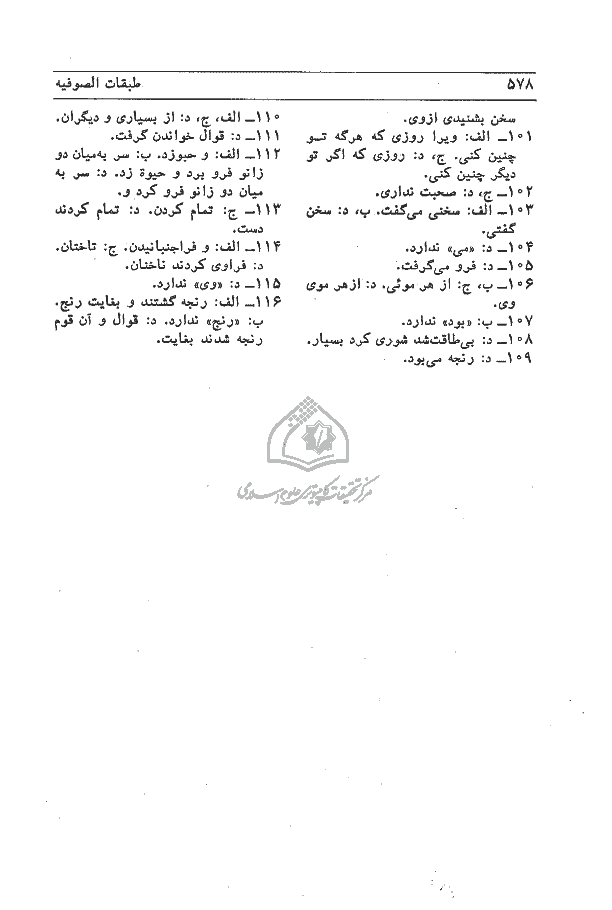 ۵۷۸
طبقات الصوفیه
سخن بشنیدی ازوی.
۱۰۱ــ الف: ویرا روزی که هرگه تــو
چنین کنی. ج، د: روزی که اگر تو
دیگر چنین کنی.
۱۰۲ــ ج، د: صحبت نداری.
۱۰۳ــ الف: سخنی می‌گفت. ب، د: سخن
گفتی.
۱۰۴ــ د: «می» ندارد.
۱۰۵ــ د: فرو می‌گرفت.
۱۰۶ــ ب، ج: از هر موئی. د: ازهر موی
وی.
۱۰۷ــ ب: «بود» ندارد.
۱۰۸ــ د: بی‌طاقت‌شد شوری کرد بسیار.
۱۰۹ــ د: رنجه می‌بود.
۱۱۰ــ الف، ج، د: از بسیاری و دیگران.
۱۱۱ــ د: قوال خواندن گرفت.
۱۱۲ــ الف: و حبوزد. ب: سر به‌میان دو
زانو فرو برد و حیوة زد. د: سر به
میان دو زانو فرو کرد و.
۱۱۳ــ ج: تمام کردن. د: تمام کردند
دست.
۱۱۴ــ الف: و فراجنبانیدن. ج: تاختان.
د: فراوی کردند ناختان.
۱۱۵ــ د: «وی» ندارد.
۱۱۶ــ الف: رنجه گشتند و بغایت رنج.
ب: «رنج» ندارد. د: قوال و آن قوم
رنجه شدند بغایت.
مرکز تحقیقات کامپیوتری علوم اسلامی